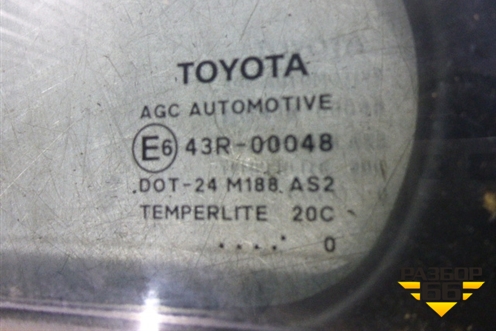 TOYOTA
AGC AUTOMOTIVE
E6 43R-00048
DOT-24 M188 AS2
TEMPERLITE 20C
....· 0
РАЗБОР
66